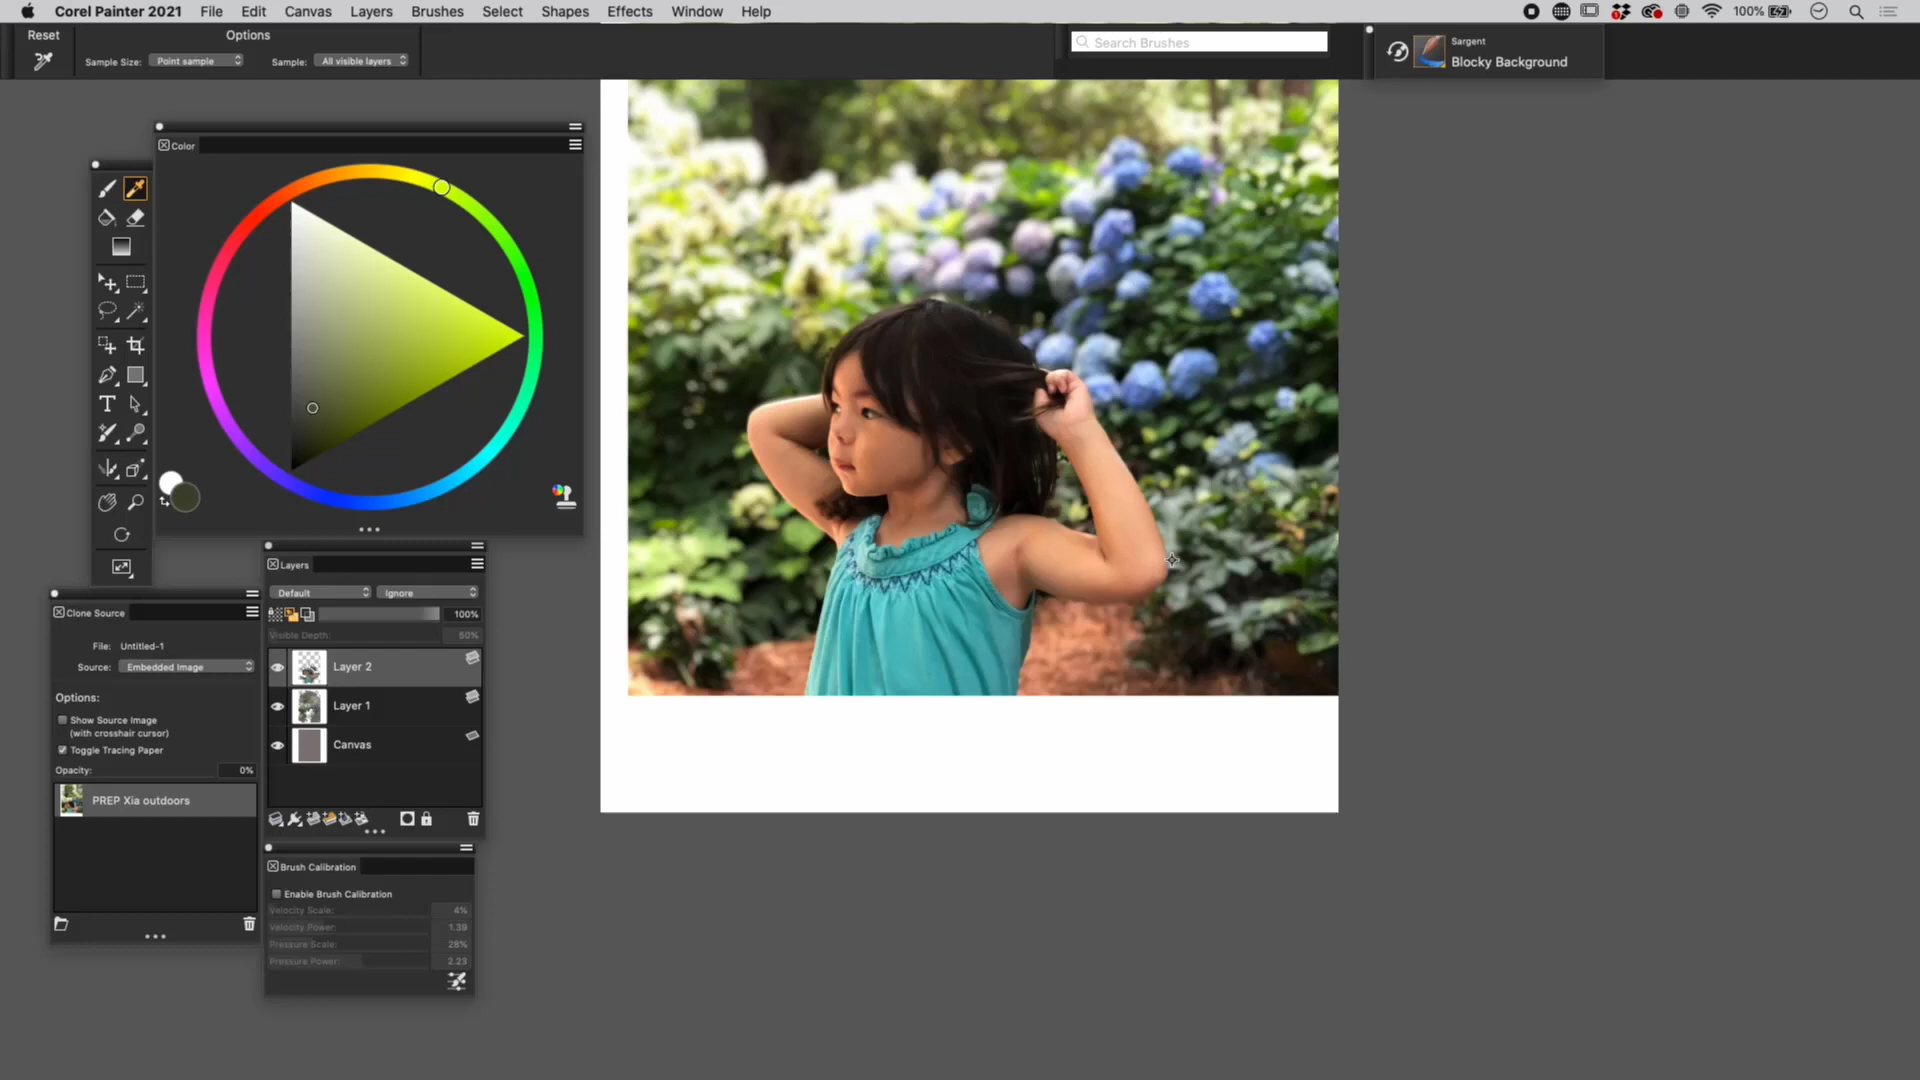 Corel Painter 2021 File Edit Canvas Layers Brushes Select Shapes Effects Window Help 100%
Reset Options
Sample Size: Point sample Sample: All visible layers
Search Brushes
Sargent
Blocky Background
Color
Layers
Default Ignore
100%
Visible Depth: 50%
Layer 2
Layer 1
Canvas
Clone Source
File: Untitled-1
Source: Embedded Image
Options:
Show Source Image
(with crosshair cursor)
Toggle Tracing Paper
Opacity: 0%
PREP Xia outdoors
Brush Calibration
Enable Brush Calibration
Velocity Scale: 4%
Velocity Power: 1.39
Pressure Scale: 28%
Pressure Power: 2.23